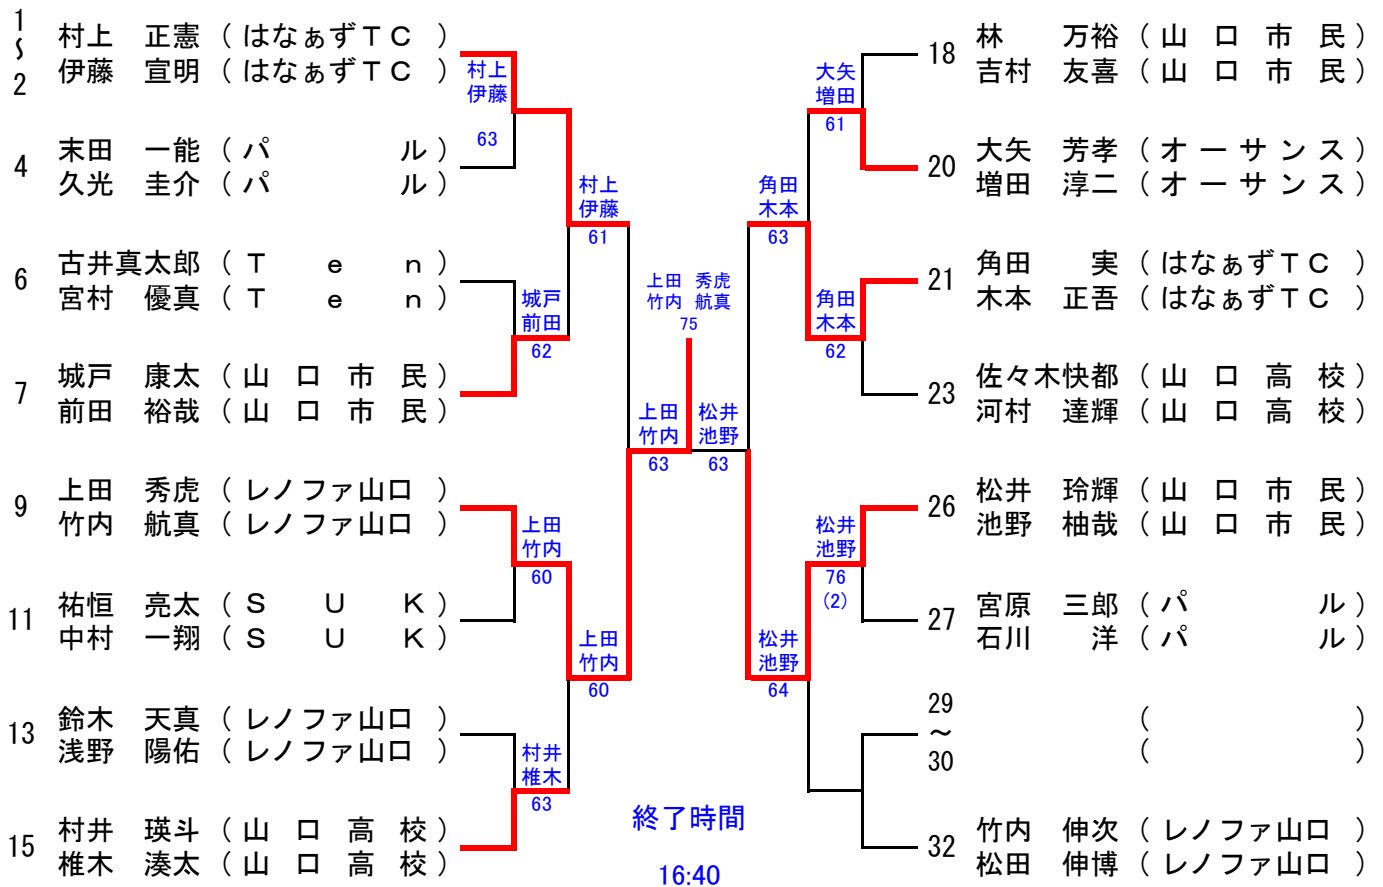 1
〜
2
村上 正憲 ( はなぁずTC )
伊藤 宣明 ( はなぁずTC )
村上
伊藤
63
4
末田 一能 ( パ ル )
久光 圭介 ( パ ル )
村上
伊藤
61
6
古井真太郎 ( T e n )
宮村 優真 ( T e n )
城戸
前田
62
7
城戸 康太 ( 山 口 市 民 )
前田 裕哉 ( 山 口 市 民 )
上田
竹内
63
9
上田 秀虎 ( レノファ山口 )
竹内 航真 ( レノファ山口 )
上田
竹内
60
11
祐恒 亮太 ( S U K )
中村 一翔 ( S U K )
上田
竹内
60
13
鈴木 天真 ( レノファ山口 )
浅野 陽佑 ( レノファ山口 )
村井
椎木
63
15
村井 瑛斗 ( 山 口 高 校 )
椎木 湊太 ( 山 口 高 校 )
上田 秀虎
竹内 航真
75
18
林 万裕 ( 山 口 市 民 )
吉村 友喜 ( 山 口 市 民 )
大矢
増田
61
20
大矢 芳孝 ( オーサンス )
増田 淳二 ( オーサンス )
角田
木本
63
21
角田 実 ( はなぁずTC )
木本 正吾 ( はなぁずTC )
角田
木本
62
23
佐々木快都 ( 山 口 高 校 )
河村 達輝 ( 山 口 高 校 )
松井
池野
63
26
松井 玲輝 ( 山 口 市 民 )
池野 柚哉 ( 山 口 市 民 )
松井
池野
76
(2)
27
宮原 三郎 ( パ ル )
石川 洋 ( パ ル )
松井
池野
64
29
〜
30
( )
( )
32
竹内 伸次 ( レノファ山口 )
松田 伸博 ( レノファ山口 )
終了時間
16:40